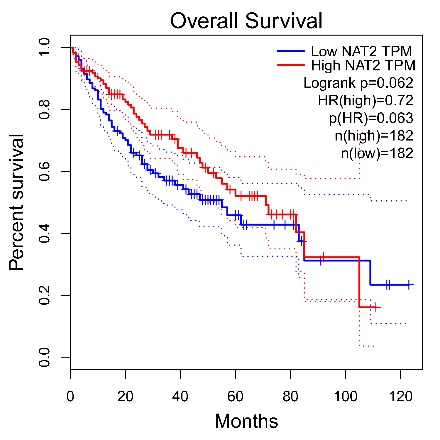 Overall Survival
Low NAT2 TPM
High NAT2 TPM
Logrank p=0.062
HR(high)=0.72
p(HR)=0.063
n(high)=182
n(low)=182
Percent survival
1.0
0.8
0.6
0.4
0.2
0.0
0 20 40 60 80 100 120
Months